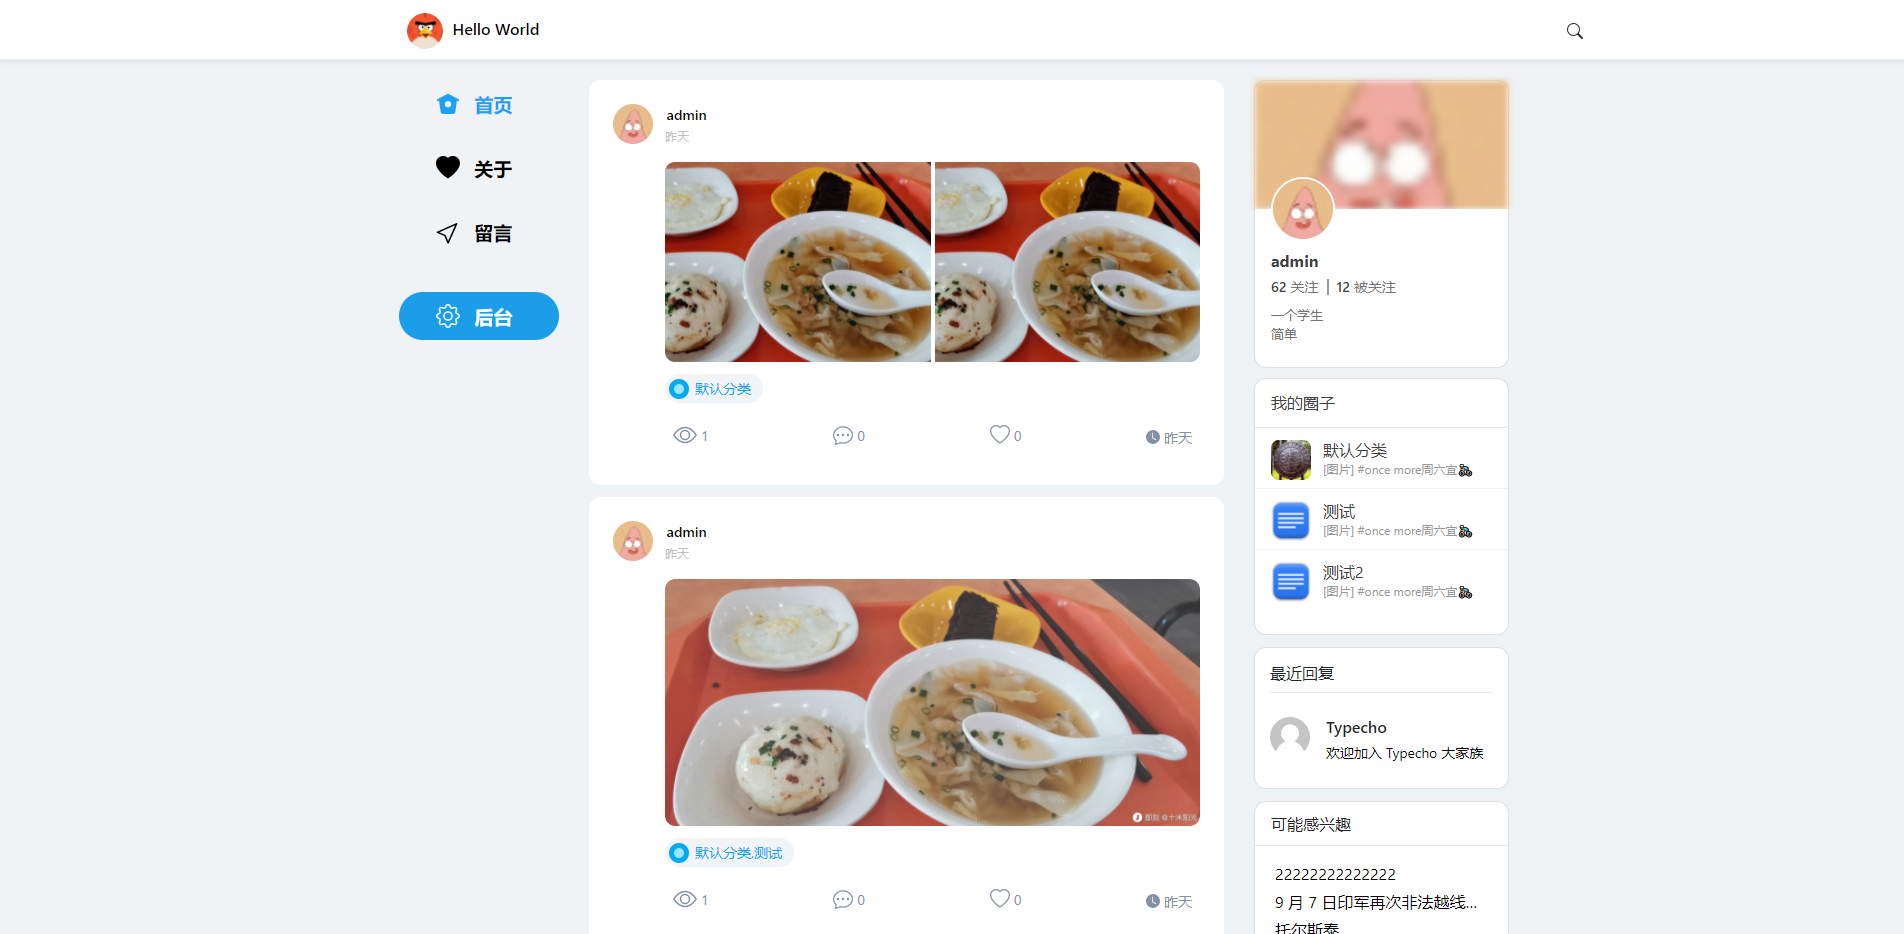 Hello World
首页
关于
留言
后台
admin
昨天
默认分类
1
0
0
昨天
admin
昨天
默认分类,测试
1
0
0
昨天
admin
62 关注 | 12 被关注
一个学生
简单
我的圈子
默认分类
[图片] #once more周六宜
测试
[图片] #once more周六宜
测试2
[图片] #once more周六宜
最近回复
Typecho
欢迎加入 Typecho 大家族
可能感兴趣
22222222222222
9 月 7 日印军再次非法越线...
托尔斯泰